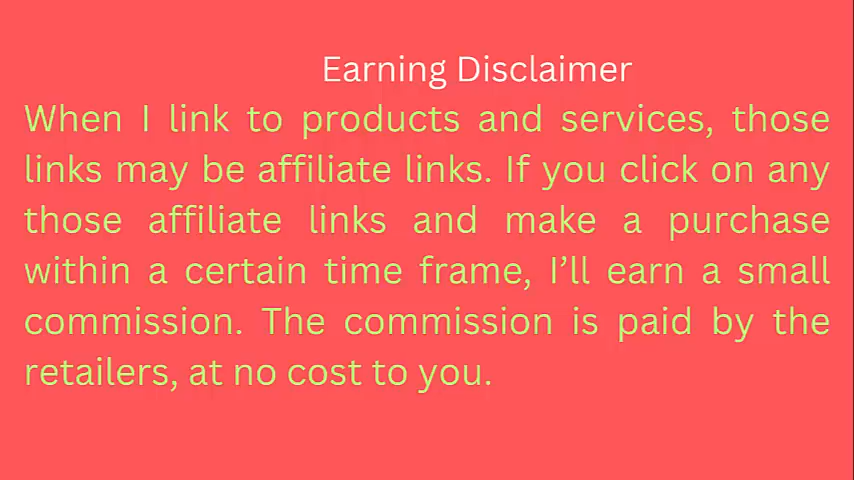 Earning Disclaimer
When I link to products and services, those
links may be affiliate links. If you click on any
those affiliate links and make a purchase
within a certain time frame, I’ll earn a small
commission. The commission is paid by the
retailers, at no cost to you.